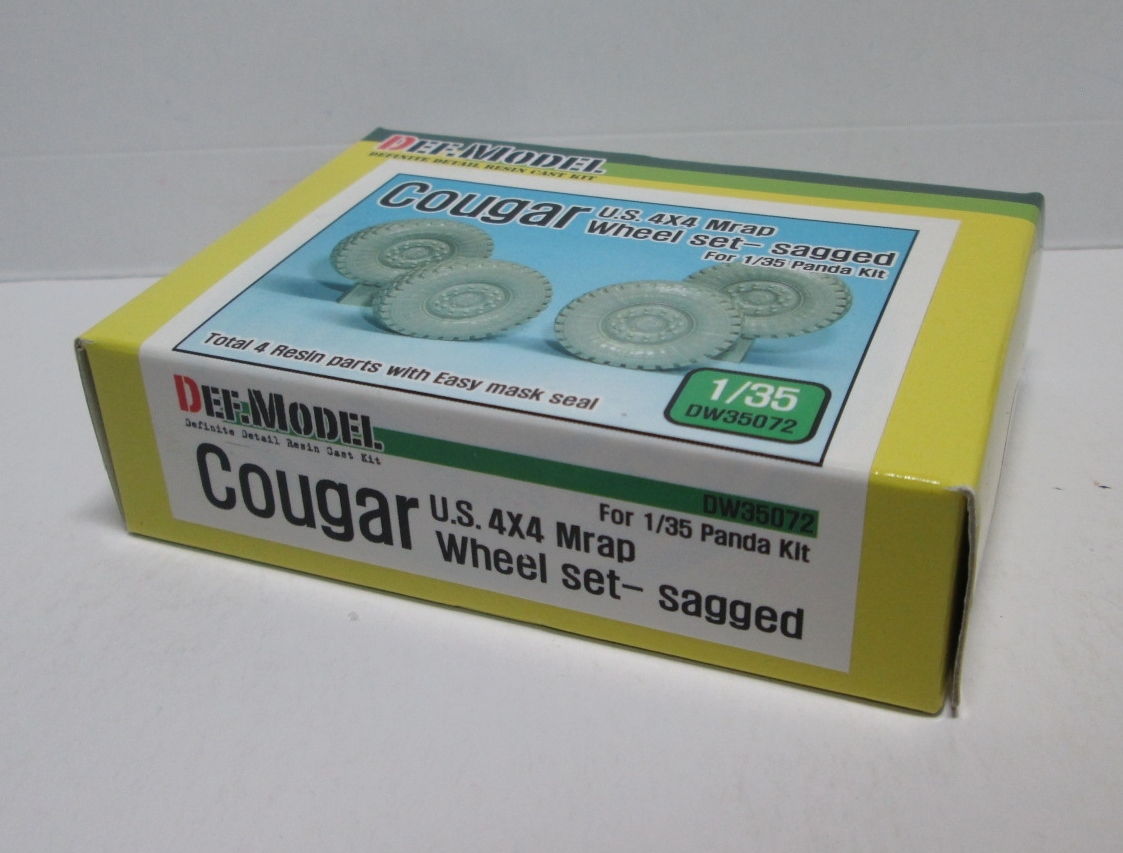 DEF.MODEL
DEFINITE DETAIL RESIN CAST KIT
Cougar U.S. 4X4 Mrap
Wheel set- sagged
For 1/35 Panda Kit
Total 4 Resin parts with Easy mask seal
1/35
DW35072
DEF.MODEL
Definite Detail Resin Cast Kit
DW35072
For 1/35 Panda Kit
Cougar U.S. 4X4 Mrap
Wheel set- sagged